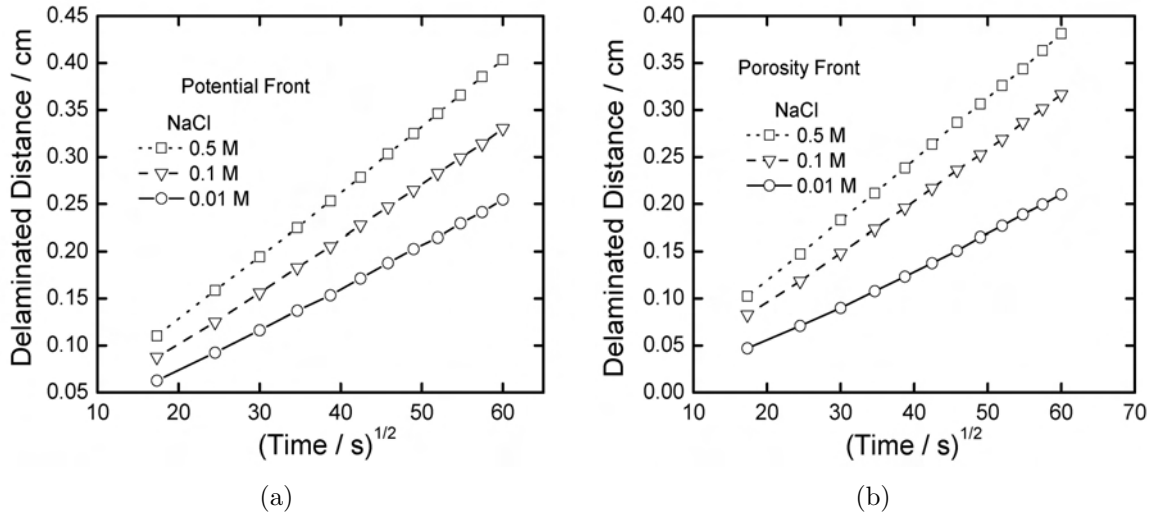 0.45
0.40
0.35
0.30
0.25
0.20
0.15
0.10
0.05
Delaminated Distance / cm
Potential Front
NaCl
0.5 M
0.1 M
0.01 M
10 20 30 40 50 60
(Time / s)^1/2
(a)
0.40
0.35
0.30
0.25
0.20
0.15
0.10
0.05
0.00
Delaminated Distance / cm
Porosity Front
NaCl
0.5 M
0.1 M
0.01 M
10 20 30 40 50 60 70
(Time / s)^1/2
(b)